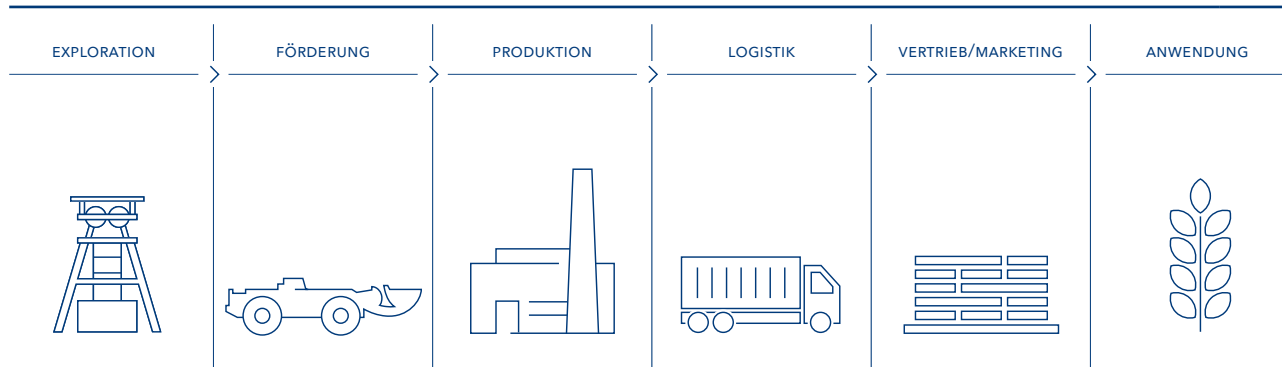 EXPLORATION
FÖRDERUNG
PRODUKTION
LOGISTIK
VERTRIEB/MARKETING
ANWENDUNG